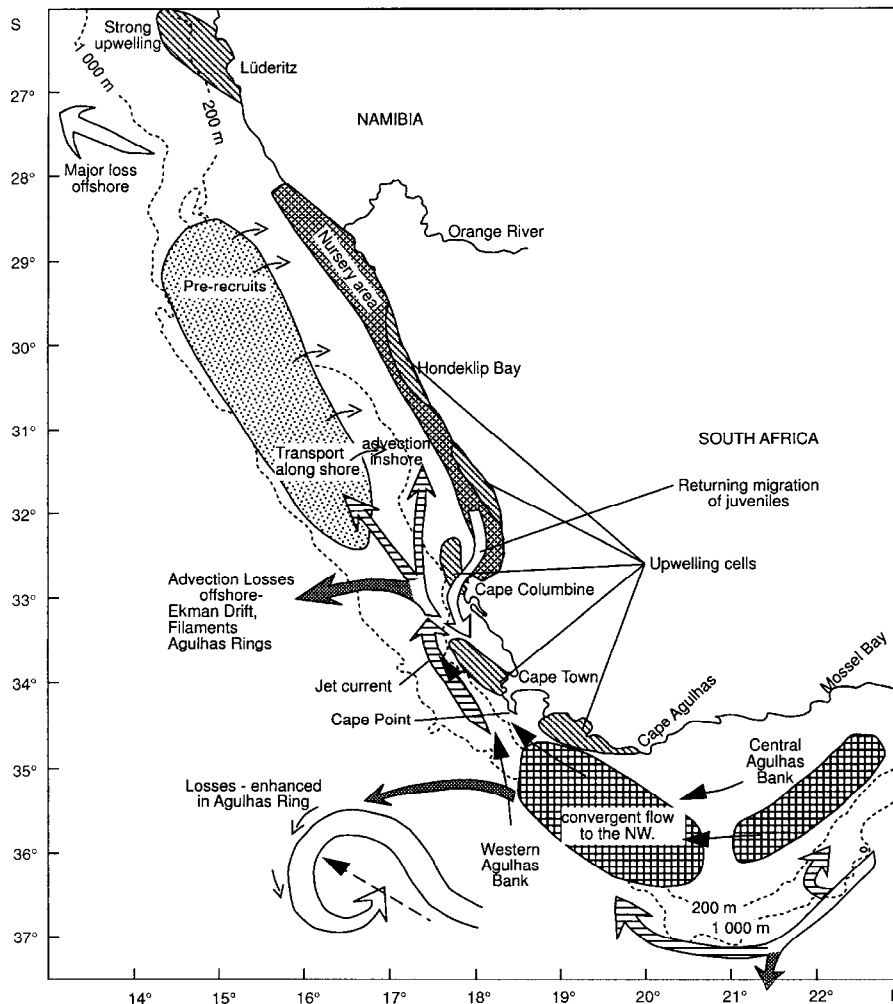 S
Strong
upwelling
1 000 m
Lüderitz
27°
200 m
NAMIBIA
Major loss
offshore
28°
Orange River
Nursery area
29°
Pre-recruits
30°
Hondeklip Bay
31°
SOUTH AFRICA
Transport
along shore
advection
inshore
Returning migration
of juveniles
32°
Upwelling cells
Advection Losses
offshore-
Ekman Drift,
Filaments
Agulhas Rings
Cape Columbine
33°
Mossel Bay
Jet current
Cape Town
34°
Cape Point
Cape Agulhas
35°
Central
Agulhas
Bank
Losses - enhanced
in Agulhas Ring
convergent flow
to the NW.
36°
Western
Agulhas
Bank
200 m
1 000 m
37°
14°
15°
16°
17°
18°
19°
20°
21°
22°